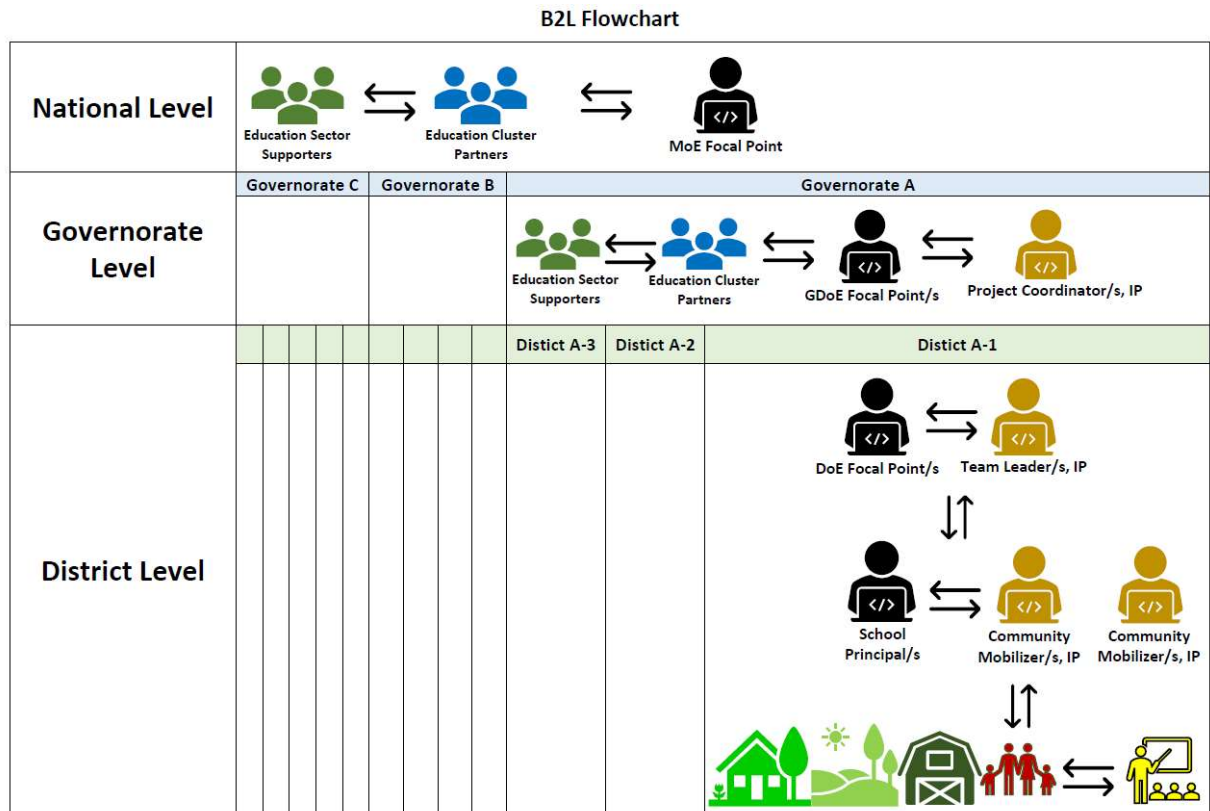 B2L Flowchart
National Level
Education Sector
Supporters
Education Cluster
Partners
</>
MoE Focal Point
Governorate C
Governorate B
Governorate A
Governorate
Level
Education Sector
Supporters
Education Cluster
Partners
</>
GDoE Focal Point/s
</>
Project Coordinator/s, IP
Distict A-3
Distict A-2
Distict A-1
District Level
</>
DoE Focal Point/s
</>
Team Leader/s, IP
</>
School
Principal/s
</>
Community
Mobilizer/s, IP
</>
Community
Mobilizer/s, IP